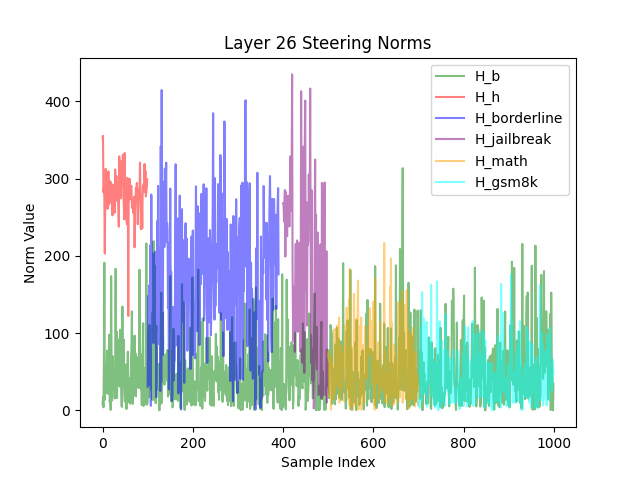 Layer 26 Steering Norms
H_b
H_h
H_borderline
H_jailbreak
H_math
H_gsm8k
400
300
200
100
0
Norm Value
0
200
400
600
800
1000
Sample Index